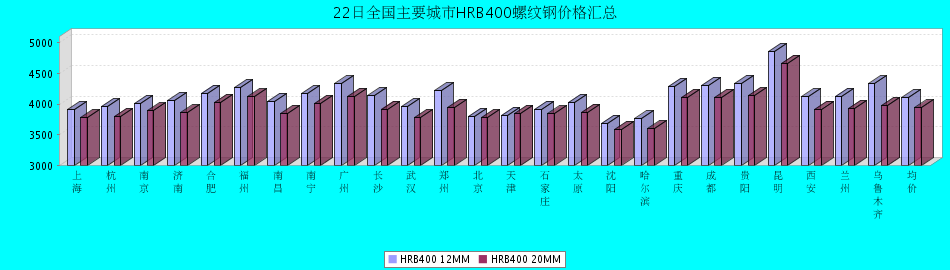 22日全国主要城市HRB400螺纹钢价格汇总
5000
4500
4000
3500
3000
上海 杭州 南京 济南 合肥 福州 南昌 南宁 广州 长沙 武汉 郑州 北京 天津 石家庄 太原 沈阳 哈尔滨 重庆 成都 贵阳 昆明 西安 兰州 乌鲁木齐 均价
HRB400 12MM HRB400 20MM